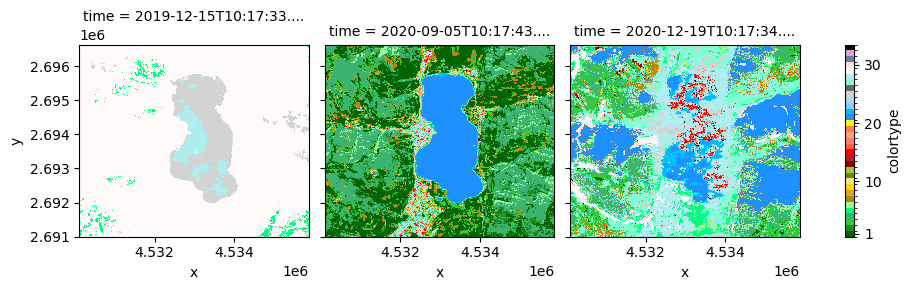 time = 2019-12-15T10:17:33....
time = 2020-09-05T10:17:43....
time = 2020-12-19T10:17:34....
1e6
2.696
2.695
2.694
2.693
2.692
2.691
y
4.532
4.534
1e6
x
4.532
4.534
1e6
x
4.532
4.534
1e6
x
30
20
10
1
colortype